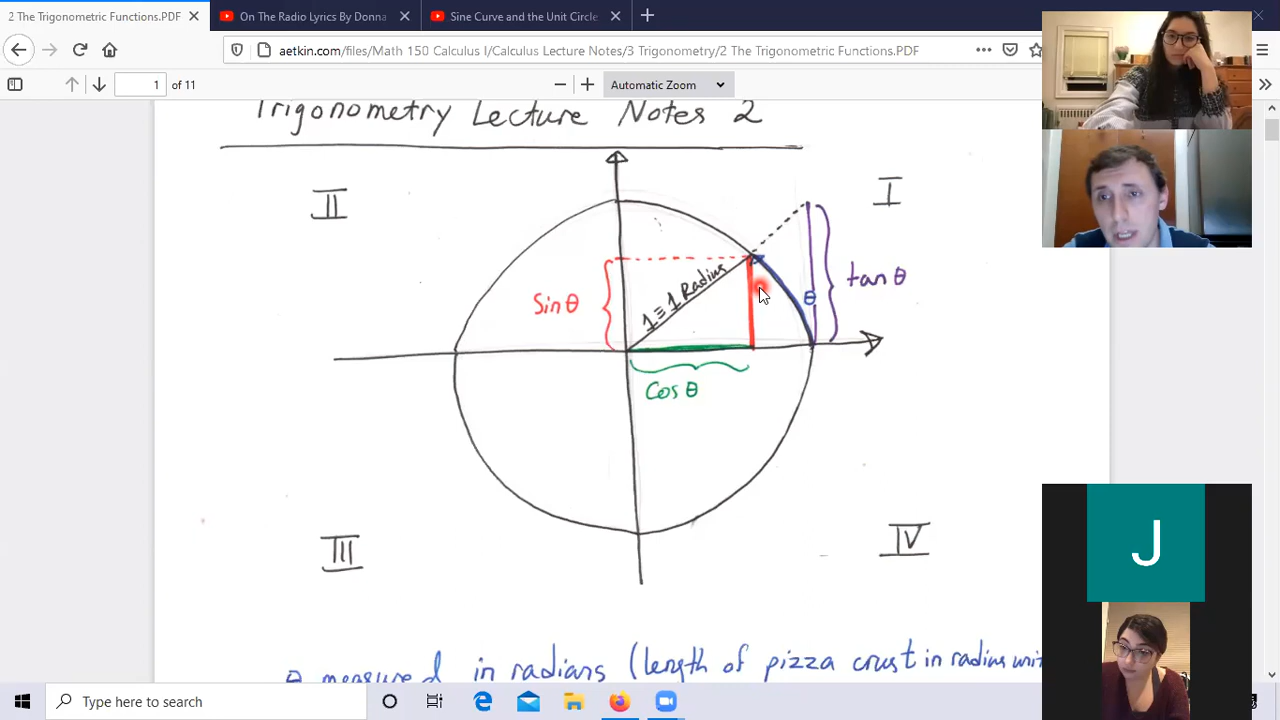 2 The Trigonometric Functions.PDF
On The Radio Lyrics By Donna
Sine Curve and the Unit Circle
aetkin.com/files/Math 150 Calculus I/Calculus Lecture Notes/3 Trigonometry/2 The Trigonometric Functions.PDF
1 of 11
Automatic Zoom
Trigonometry Lecture Notes 2
II
I
Sin θ
1 ≡ 1 Radius
θ
tan θ
Cos θ
III
IV
J
θ measured in radians (length of pizza crust in radius
Type here to search